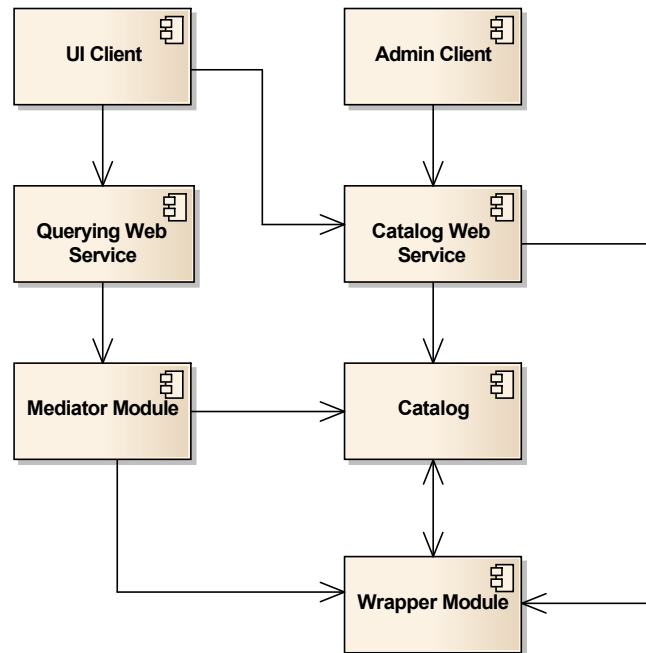 UI Client
Admin Client
Querying Web
Service
Catalog Web
Service
Mediator Module
Catalog
Wrapper Module